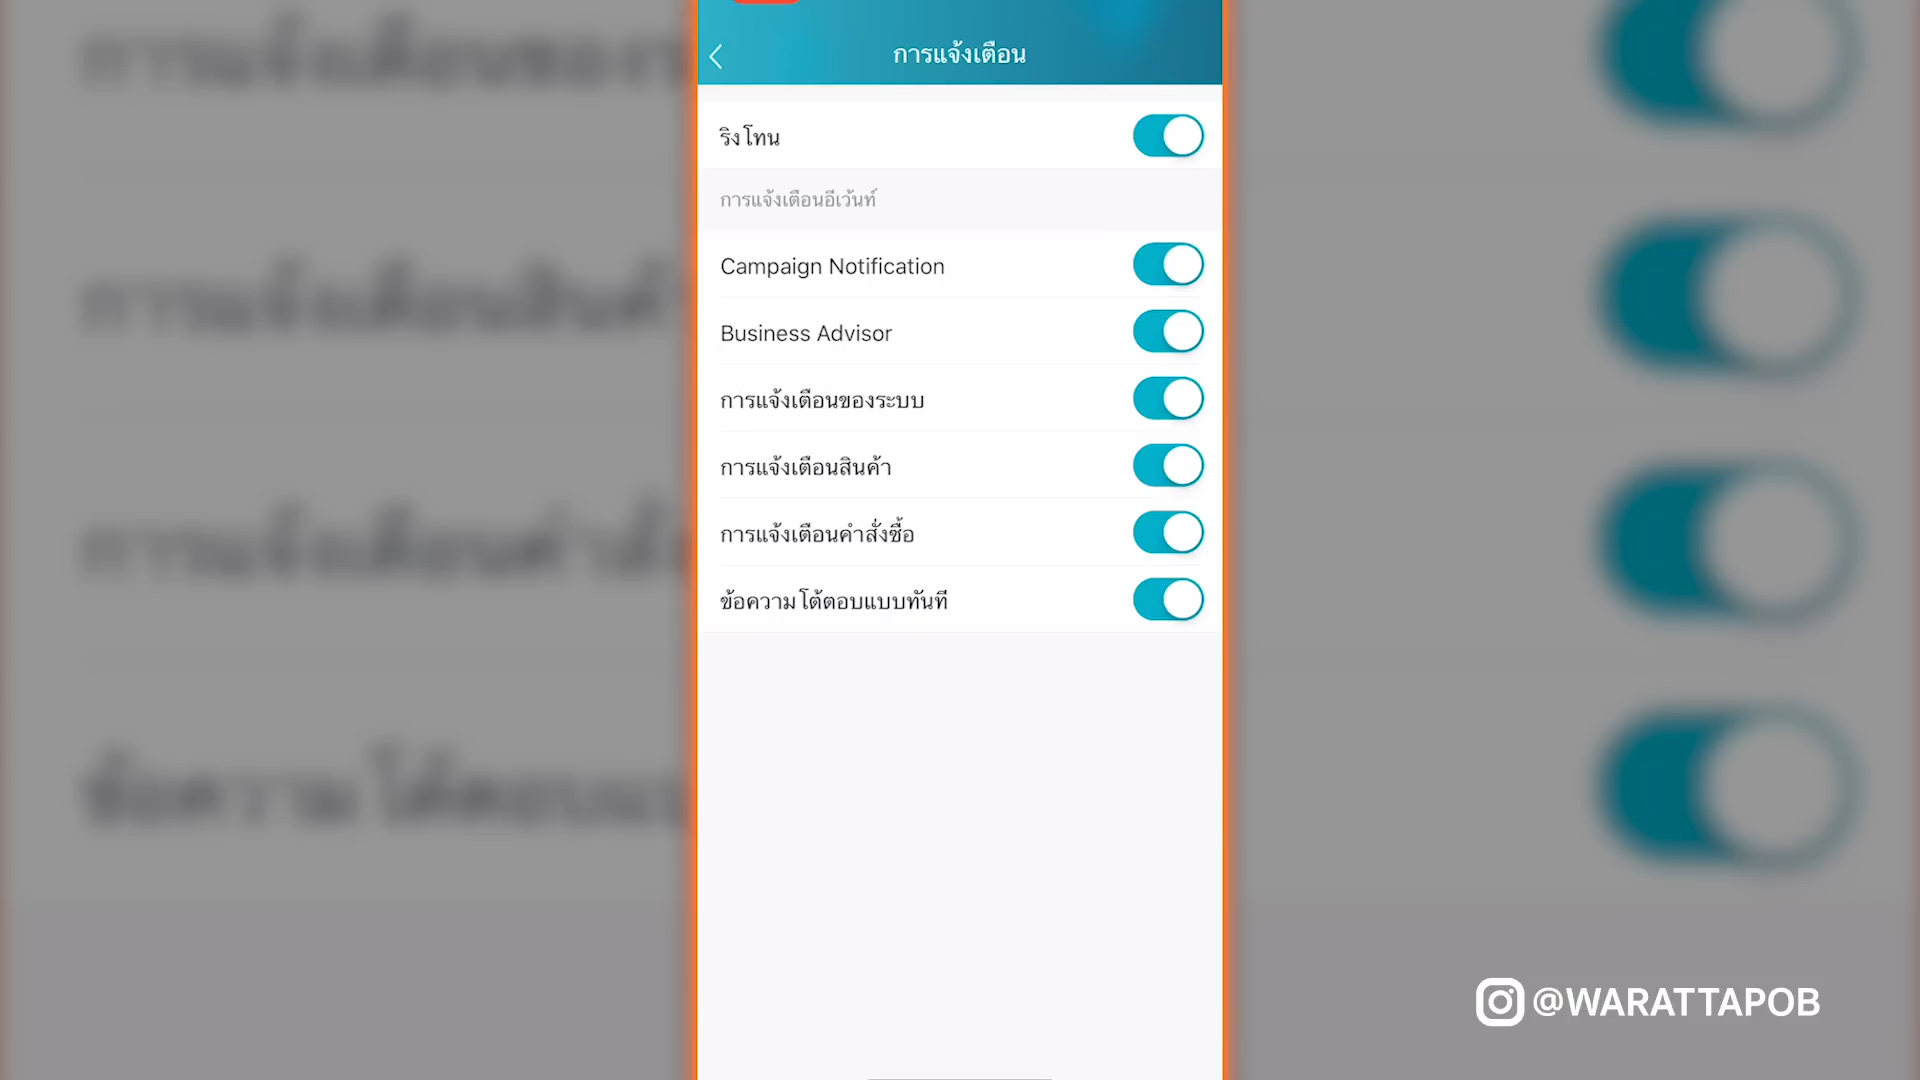 การแจ้งเตือน
ริงโทน
การแจ้งเตือนอีเว้นท์
Campaign Notification
Business Advisor
การแจ้งเตือนของระบบ
การแจ้งเตือนสินค้า
การแจ้งเตือนคำสั่งซื้อ
ข้อความโต้ตอบแบบทันที
@WARATTAPOB